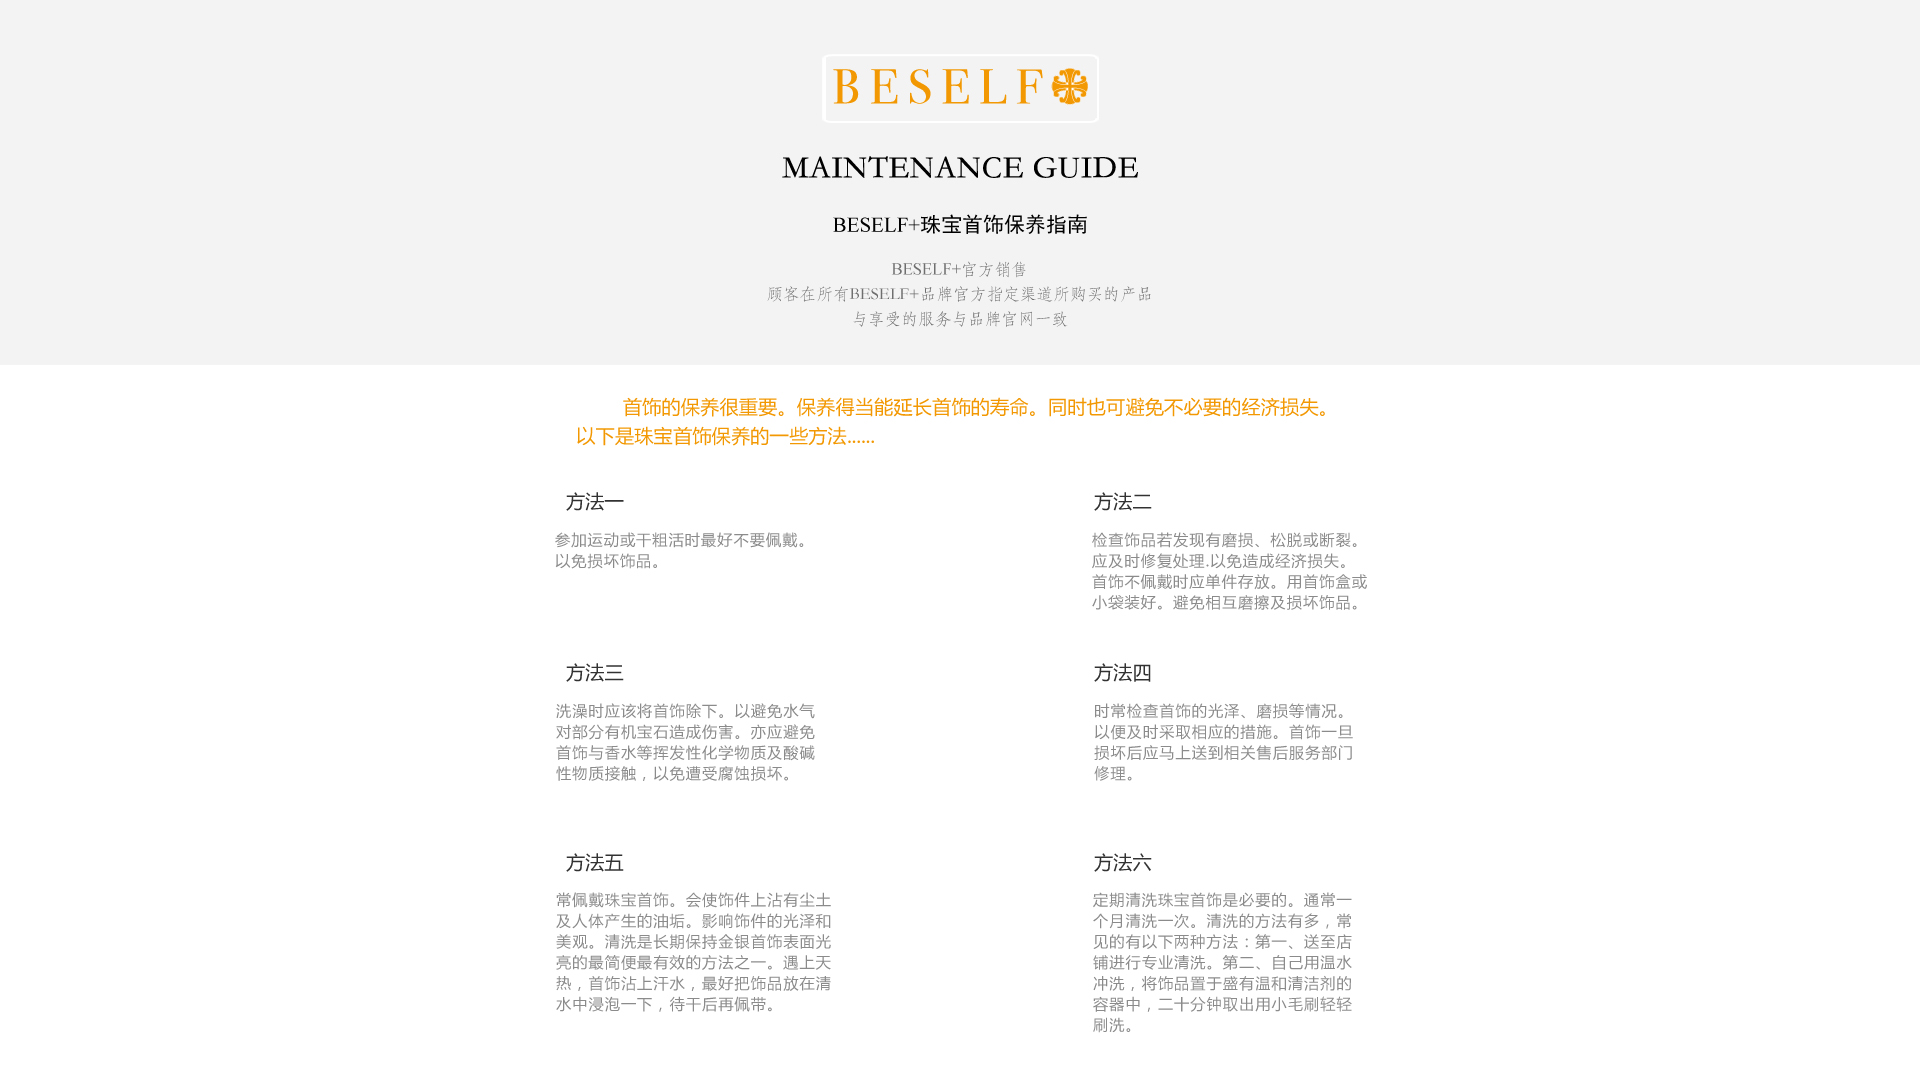 BESELF
MAINTENANCE GUIDE
BESELF+珠宝首饰保养指南
BESELF+官方销售
顾客在所有BESELF+品牌官方指定渠道所购买的产品
与享受的服务与品牌官网一致
首饰的保养很重要。保养得当能延长首饰的寿命。同时也可避免不必要的经济损失。
以下是珠宝首饰保养的一些方法......
方法一
参加运动或干粗活时最好不要佩戴。
以免损坏饰品。
方法二
检查饰品若发现有磨损、松脱或断裂。
应及时修复处理.以免造成经济损失。
首饰不佩戴时应单件存放。用首饰盒或
小袋装好。避免相互磨擦及损坏饰品。
方法三
洗澡时应该将首饰除下。以避免水气
对部分有机宝石造成伤害。亦应避免
首饰与香水等挥发性化学物质及酸碱
性物质接触，以免遭受腐蚀损坏。
方法四
时常检查首饰的光泽、磨损等情况。
以便及时采取相应的措施。首饰一旦
损坏后应马上送到相关售后服务部门
修理。
方法五
常佩戴珠宝首饰。会使饰件上沾有尘土
及人体产生的油垢。影响饰件的光泽和
美观。清洗是长期保持金银首饰表面光
亮的最简便最有效的方法之一。遇上天
热，首饰沾上汗水，最好把饰品放在清
水中浸泡一下，待干后再佩带。
方法六
定期清洗珠宝首饰是必要的。通常一
个月清洗一次。清洗的方法有多，常
见的有以下两种方法：第一、送至店
铺进行专业清洗。第二、自己用温水
冲洗，将饰品置于盛有温和清洁剂的
容器中，二十分钟取出用小毛刷轻轻
刷洗。